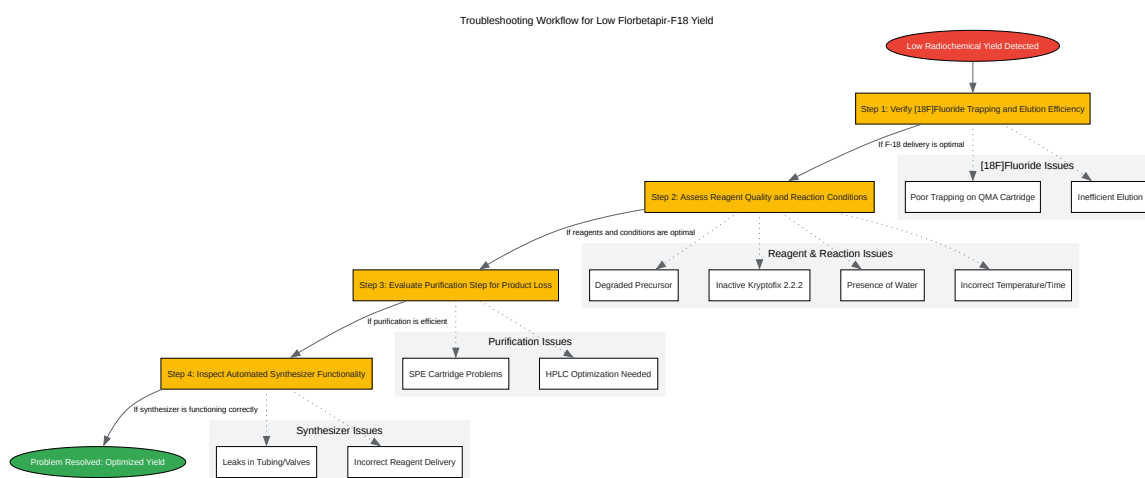 Troubleshooting Workflow for Low Florbetapir-F18 Yield
Low Radiochemical Yield Detected
Step 1: Verify [18F]Fluoride Trapping and Elution Efficiency
If F-18 delivery is optimal
[18F]Fluoride Issues
Poor Trapping on QMA Cartridge
Inefficient Elution
Step 2: Assess Reagent Quality and Reaction Conditions
If reagents and conditions are optimal
Reagent & Reaction Issues
Degraded Precursor
Inactive Kryptofix 2.2.2
Presence of Water
Incorrect Temperature/Time
Step 3: Evaluate Purification Step for Product Loss
If purification is efficient
Purification Issues
SPE Cartridge Problems
HPLC Optimization Needed
Step 4: Inspect Automated Synthesizer Functionality
If synthesizer is functioning correctly
Synthesizer Issues
Leaks in Tubing/Valves
Incorrect Reagent Delivery
Problem Resolved: Optimized Yield